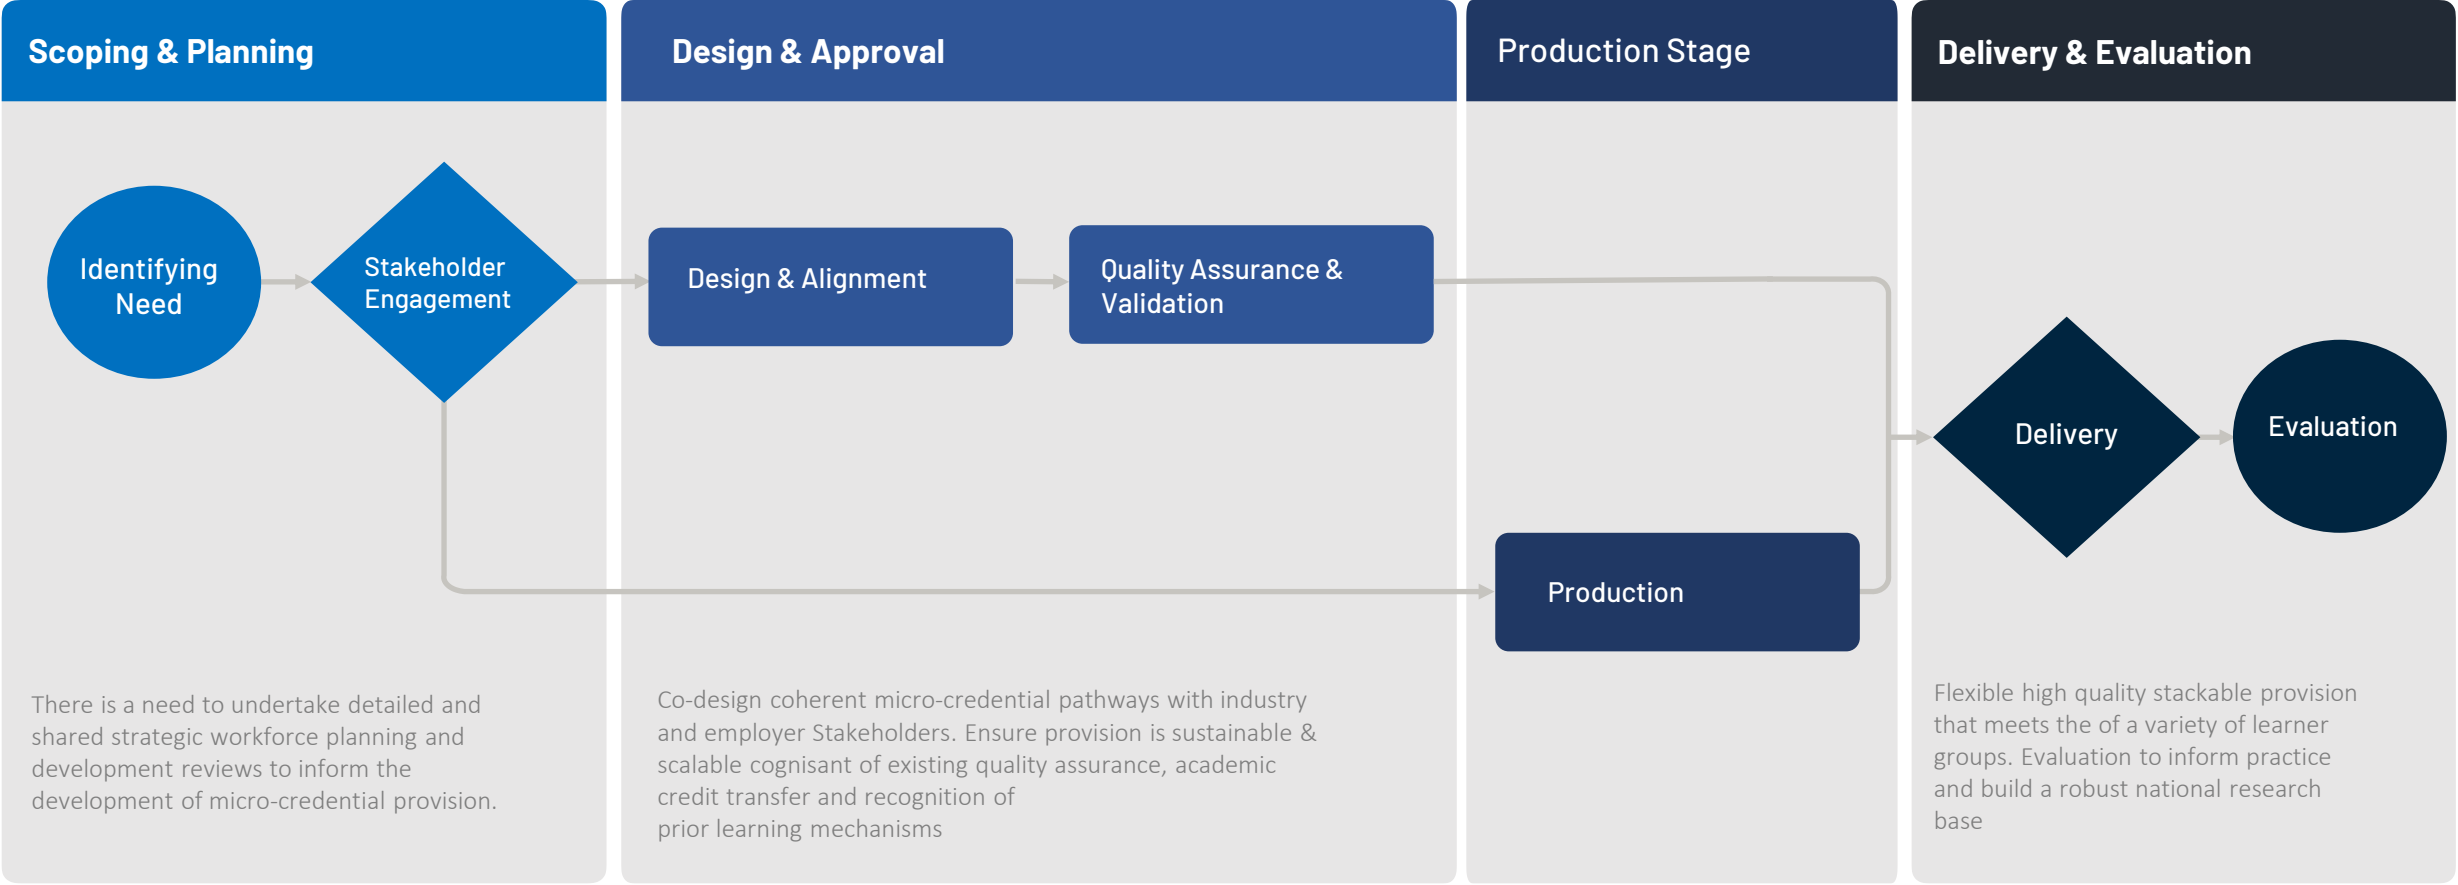 Scoping & Planning
Design & Approval
Production Stage
Delivery & Evaluation
Identifying
Need
Stakeholder
Engagement
Design & Alignment
Quality Assurance &
Validation
Delivery
Evaluation
Production
There is a need to undertake detailed and
shared strategic workforce planning and
development reviews to inform the
development of micro-credential provision.
Co-design coherent micro-credential pathways with industry
and employer Stakeholders. Ensure provision is sustainable &
scalable cognisant of existing quality assurance, academic
credit transfer and recognition of
prior learning mechanisms
Flexible high quality stackable provision
that meets the of a variety of learner
groups. Evaluation to inform practice
and build a robust national research
base